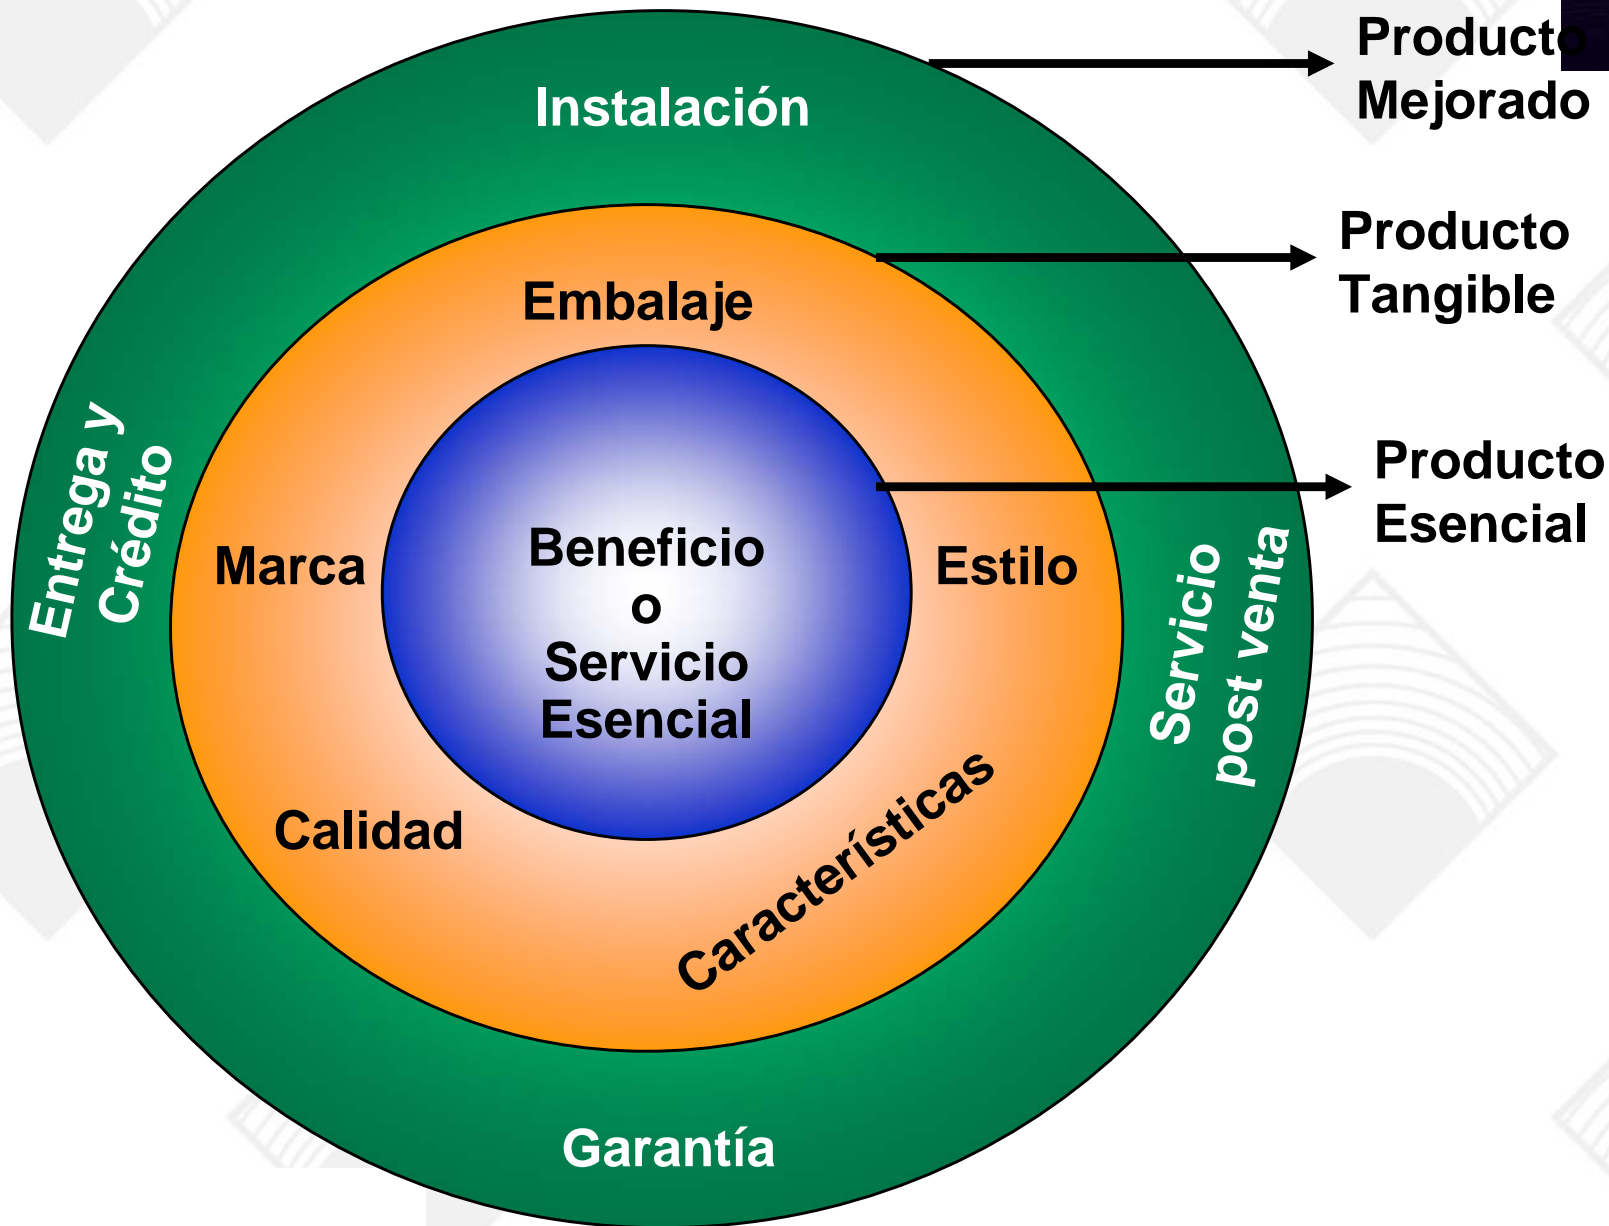 Producto
Mejorado
Instalación
Producto
Tangible
Embalaje
Entrega y
Crédito
Producto
Esencial
Marca
Beneficio
o
Servicio
Esencial
Estilo
Servicio
post venta
Calidad
Características
Garantía